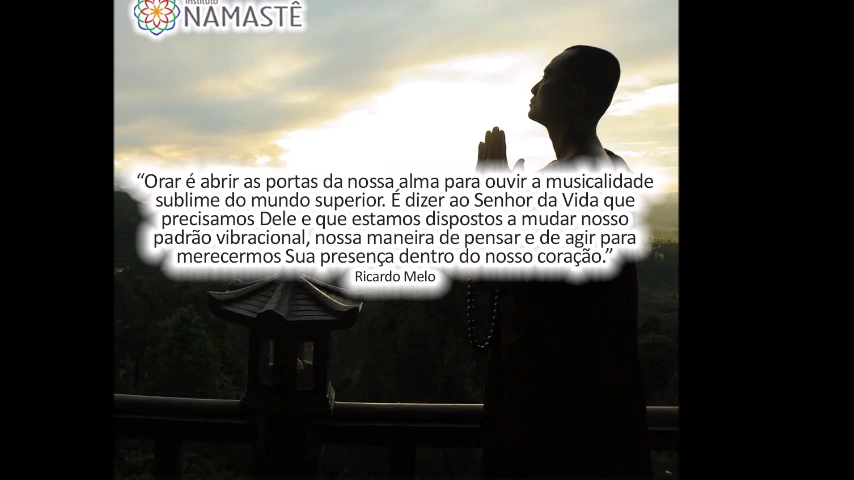 Instituto
NAMASTÊ
“Orar é abrir as portas da nossa alma para ouvir a musicalidade
sublime do mundo superior. É dizer ao Senhor da Vida que
precisamos Dele e que estamos dispostos a mudar nosso
padrão vibracional, nossa maneira de pensar e de agir para
merecermos Sua presença dentro do nosso coração.”
Ricardo Melo